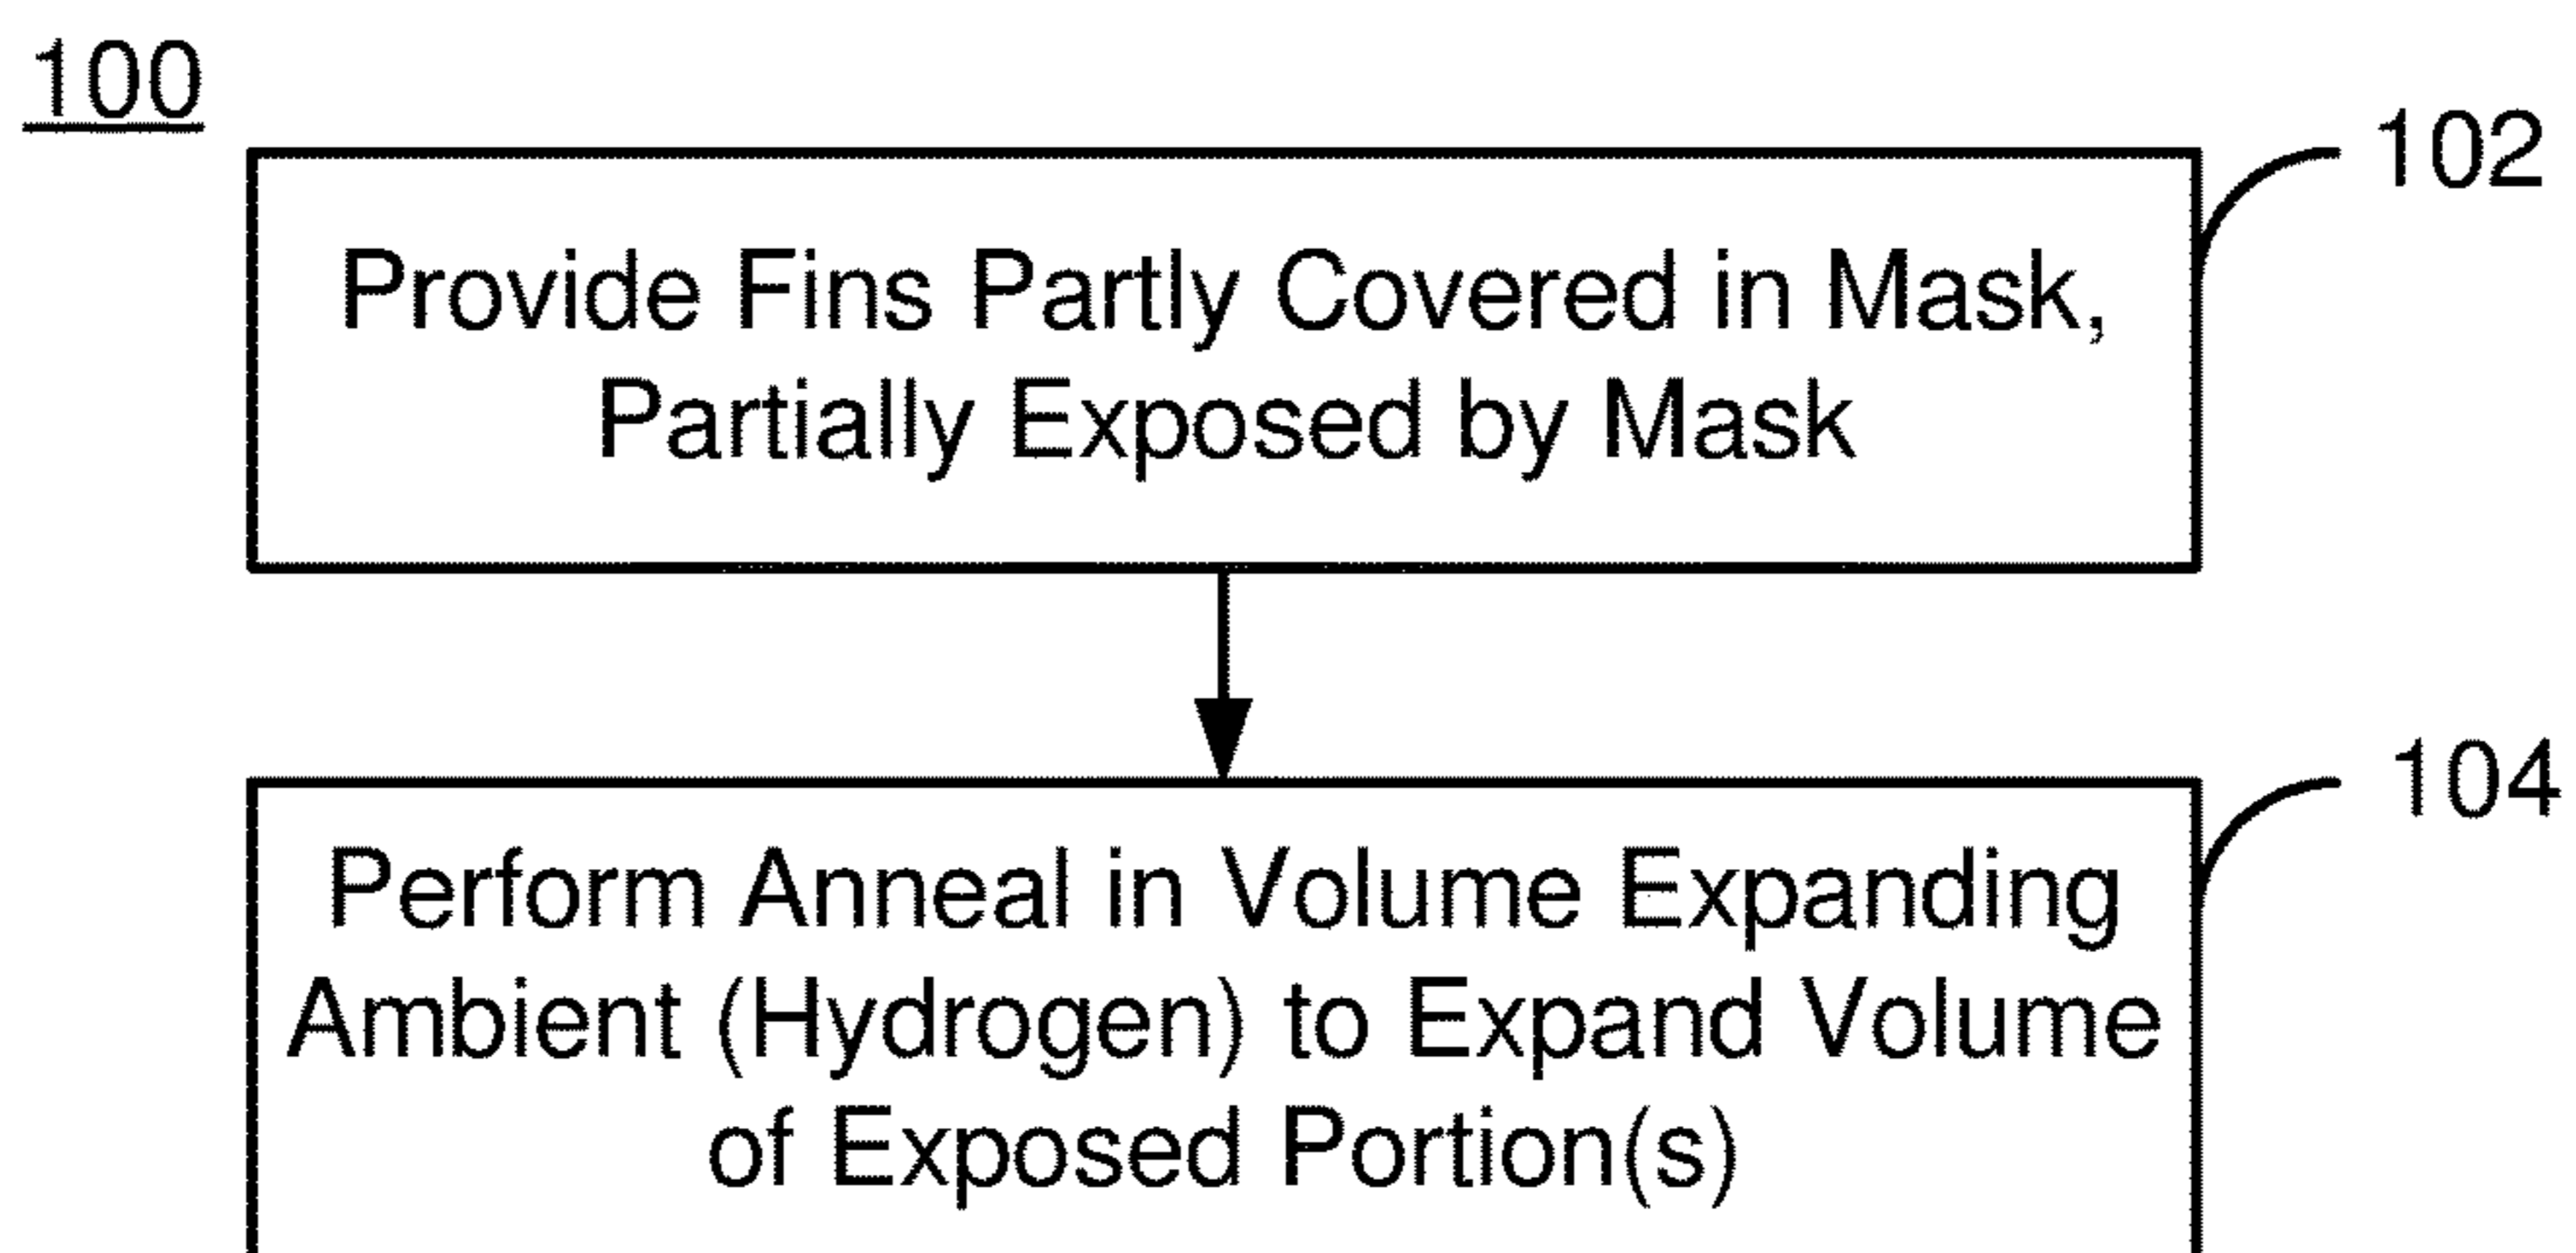 100
102
Provide Fins Partly Covered in Mask,
Partially Exposed by Mask
104
Perform Anneal in Volume Expanding
Ambient (Hydrogen) to Expand Volume
of Exposed Portion(s)